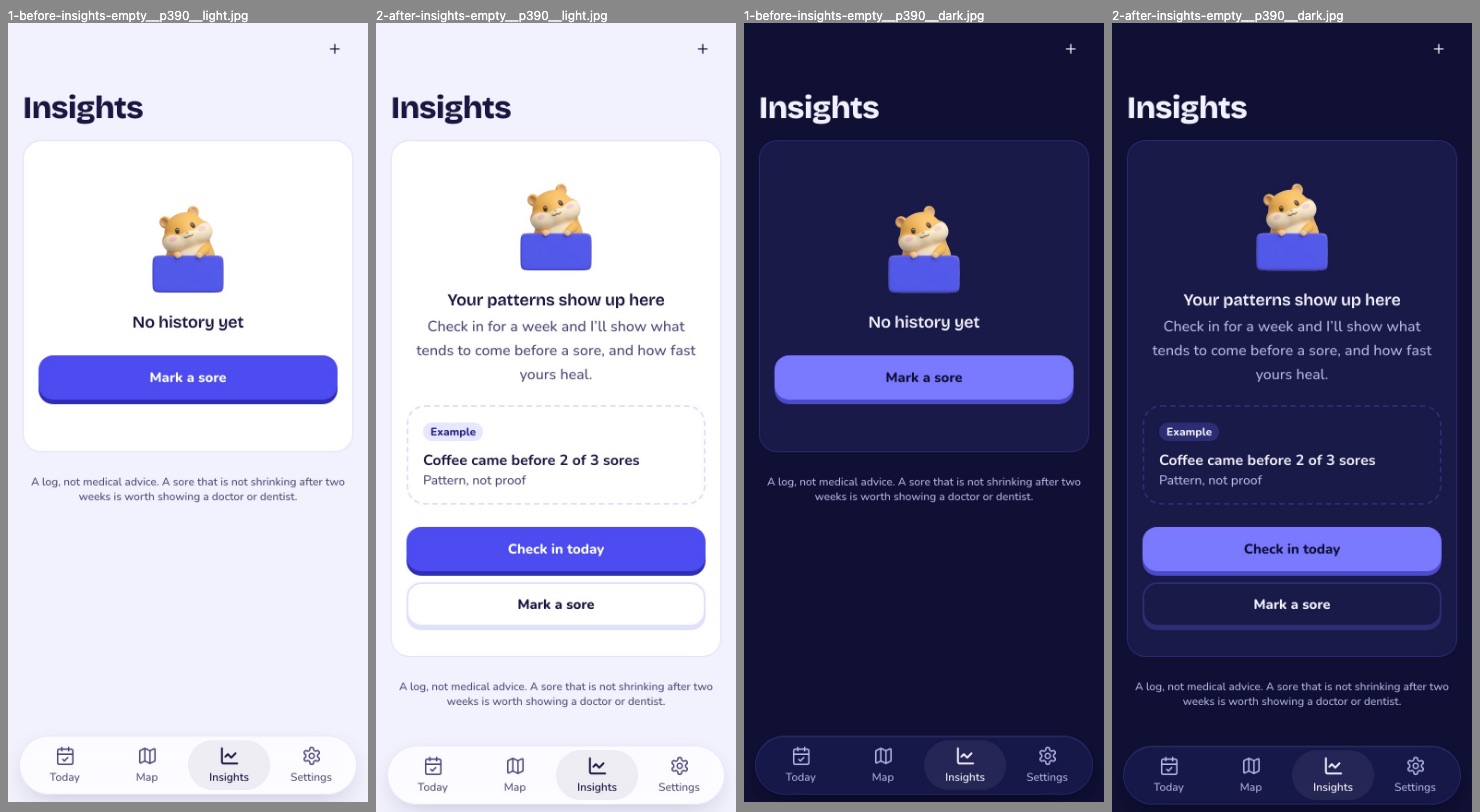 1-before-insights-empty__p390__light.jpg
+
Insights
No history yet
Mark a sore
A log, not medical advice. A sore that is not shrinking after two
weeks is worth showing a doctor or dentist.
Today
Map
Insights
Settings
2-after-insights-empty__p390__light.jpg
+
Insights
Your patterns show up here
Check in for a week and I'll show what
tends to come before a sore, and how fast
yours heal.
Example
Coffee came before 2 of 3 sores
Pattern, not proof
Check in today
Mark a sore
A log, not medical advice. A sore that is not shrinking after two
weeks is worth showing a doctor or dentist.
Today
Map
Insights
Settings
1-before-insights-empty__p390__dark.jpg
+
Insights
No history yet
Mark a sore
A log, not medical advice. A sore that is not shrinking after two
weeks is worth showing a doctor or dentist.
Today
Map
Insights
Settings
2-after-insights-empty__p390__dark.jpg
+
Insights
Your patterns show up here
Check in for a week and I'll show what
tends to come before a sore, and how fast
yours heal.
Example
Coffee came before 2 of 3 sores
Pattern, not proof
Check in today
Mark a sore
A log, not medical advice. A sore that is not shrinking after two
weeks is worth showing a doctor or dentist.
Today
Map
Insights
Settings